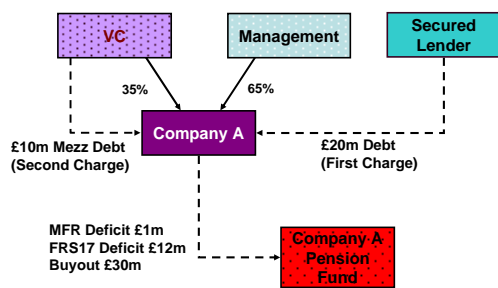 VC
Management
Secured
Lender
35%
65%
Company A
£10m Mezz Debt
(Second Charge)
£20m Debt
(First Charge)
MFR Deficit £1m
FRS17 Deficit £12m
Buyout £30m
Company A
Pension
Fund